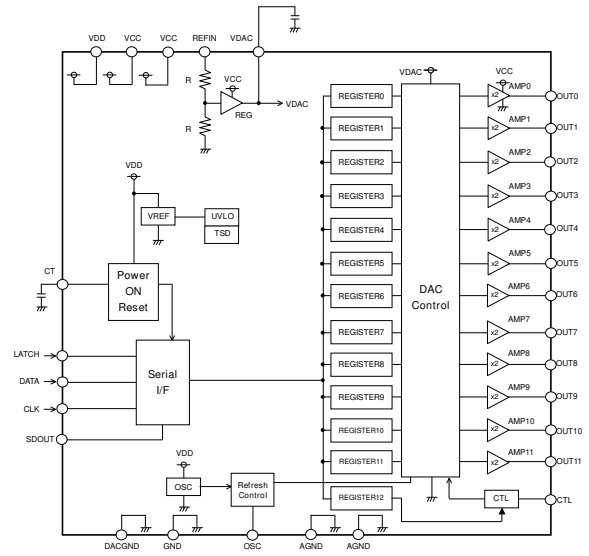 VDD VCC VCC REFIN VDAC
R VCC
REG VDAC
R
VDAC VCC
REGISTER0 x2 AMP0 OUT0
REGISTER1 x2 AMP1 OUT1
REGISTER2 x2 AMP2 OUT2
REGISTER3 x2 AMP3 OUT3
REGISTER4 x2 AMP4 OUT4
REGISTER5 x2 AMP5 OUT5
REGISTER6 x2 AMP6 OUT6
REGISTER7 x2 AMP7 OUT7
REGISTER8 x2 AMP8 OUT8
REGISTER9 x2 AMP9 OUT9
REGISTER10 x2 AMP10 OUT10
REGISTER11 x2 AMP11 OUT11
REGISTER12 CTL CTL
DAC
Control
VDD
VREF UVLO
TSD
CT
Power
ON
Reset
LATCH
DATA
CLK
SDOUT
Serial
I/F
VDD
OSC
Refresh
Control
DACGND GND OSC AGND AGND